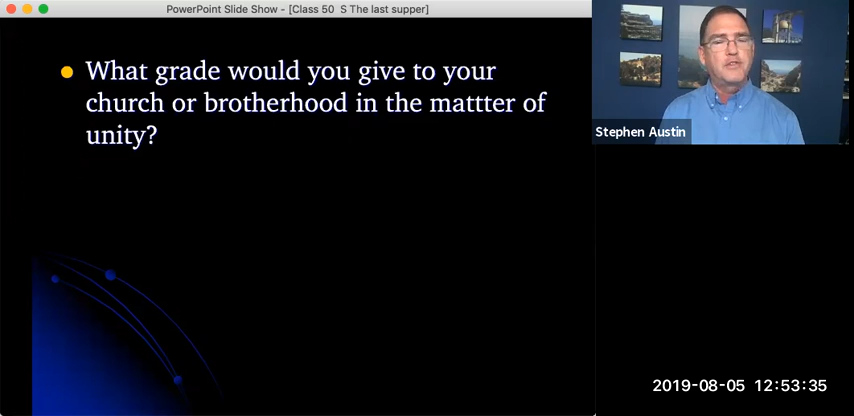 PowerPoint Slide Show - [Class 50  S The last supper]
What grade would you give to your
church or brotherhood in the mattter of
unity?
Stephen Austin
2019-08-05 12:53:35